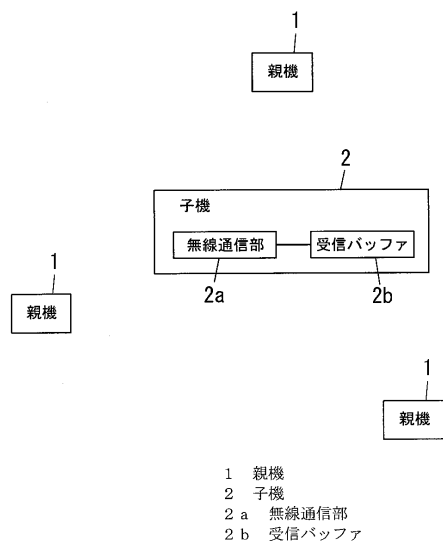 1
親機
2
子機
無線通信部
受信バッファ
2a
2b
1
親機
1
親機
1 親機
2 子機
2a 無線通信部
2b 受信バッファ